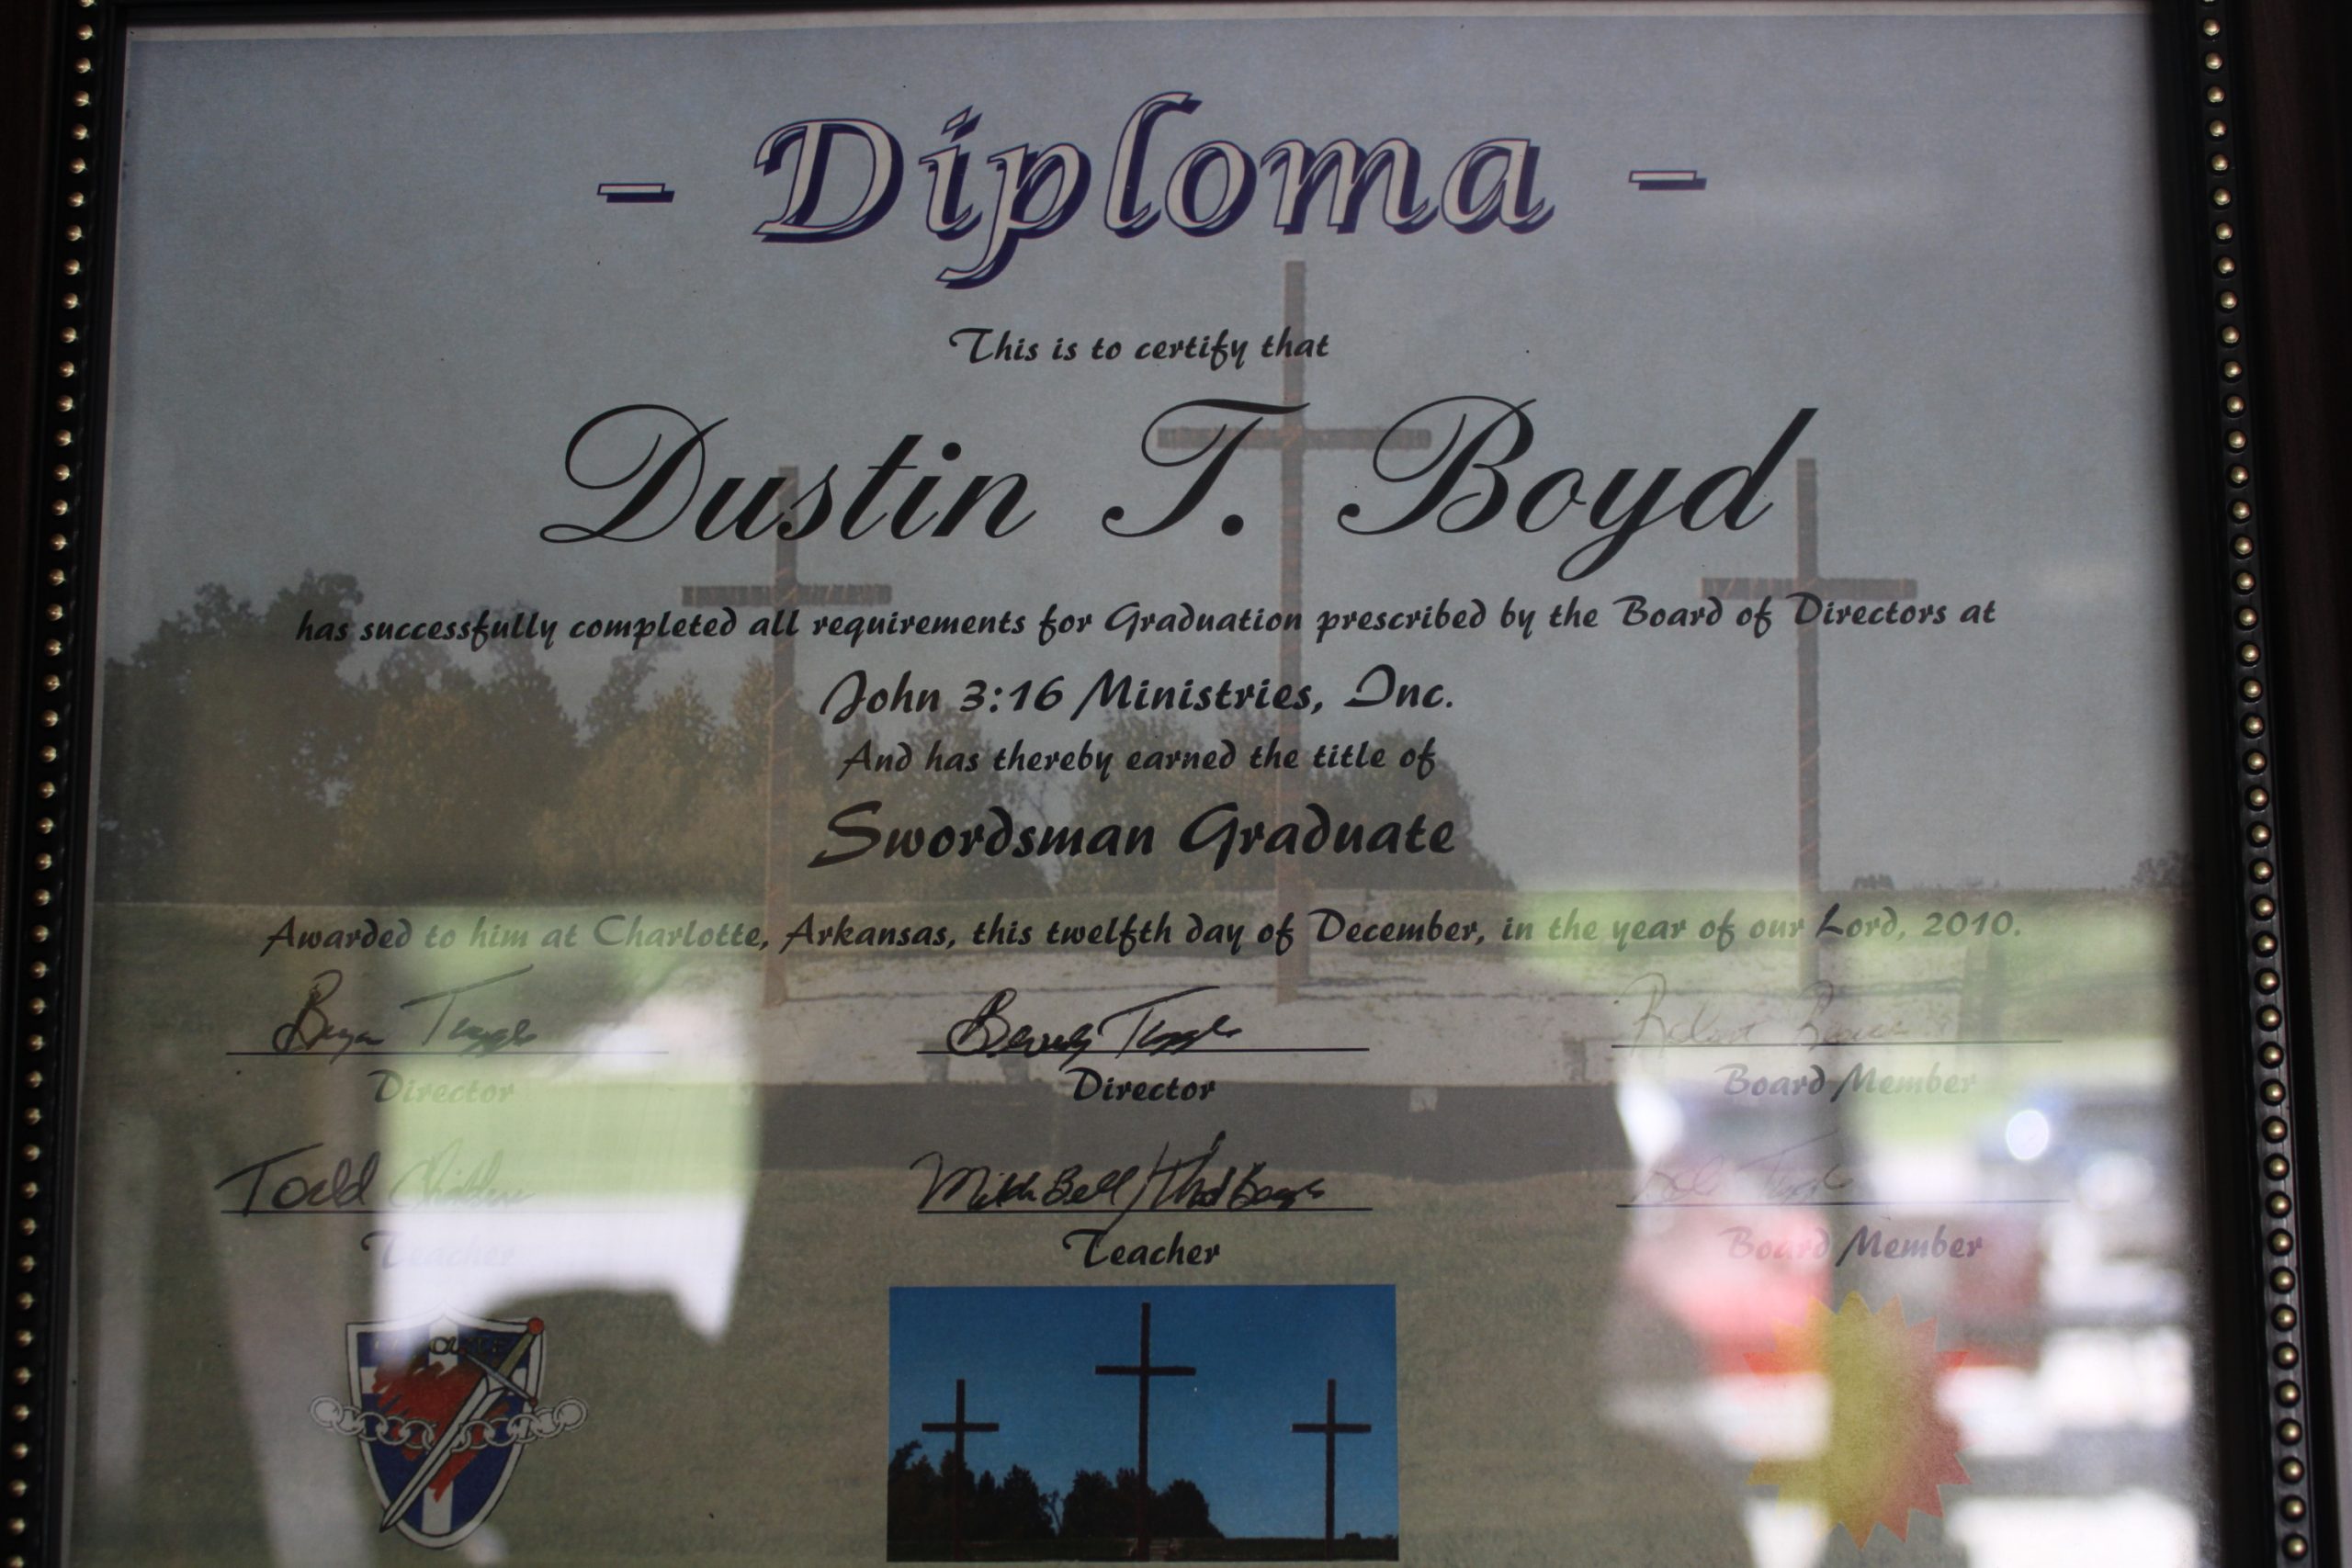 - Diploma -
This is to certify that
Dustin T. Boyd
has successfully completed all requirements for Graduation prescribed by the Board of Directors at
John 3:16 Ministries, Inc.
And has thereby earned the title of
Swordsman Graduate
Awarded to him at Charlotte, Arkansas, this twelfth day of December, in the year of our Lord, 2010.
Director
Director
Board Member
Todd
Teacher
Teacher
Board Member